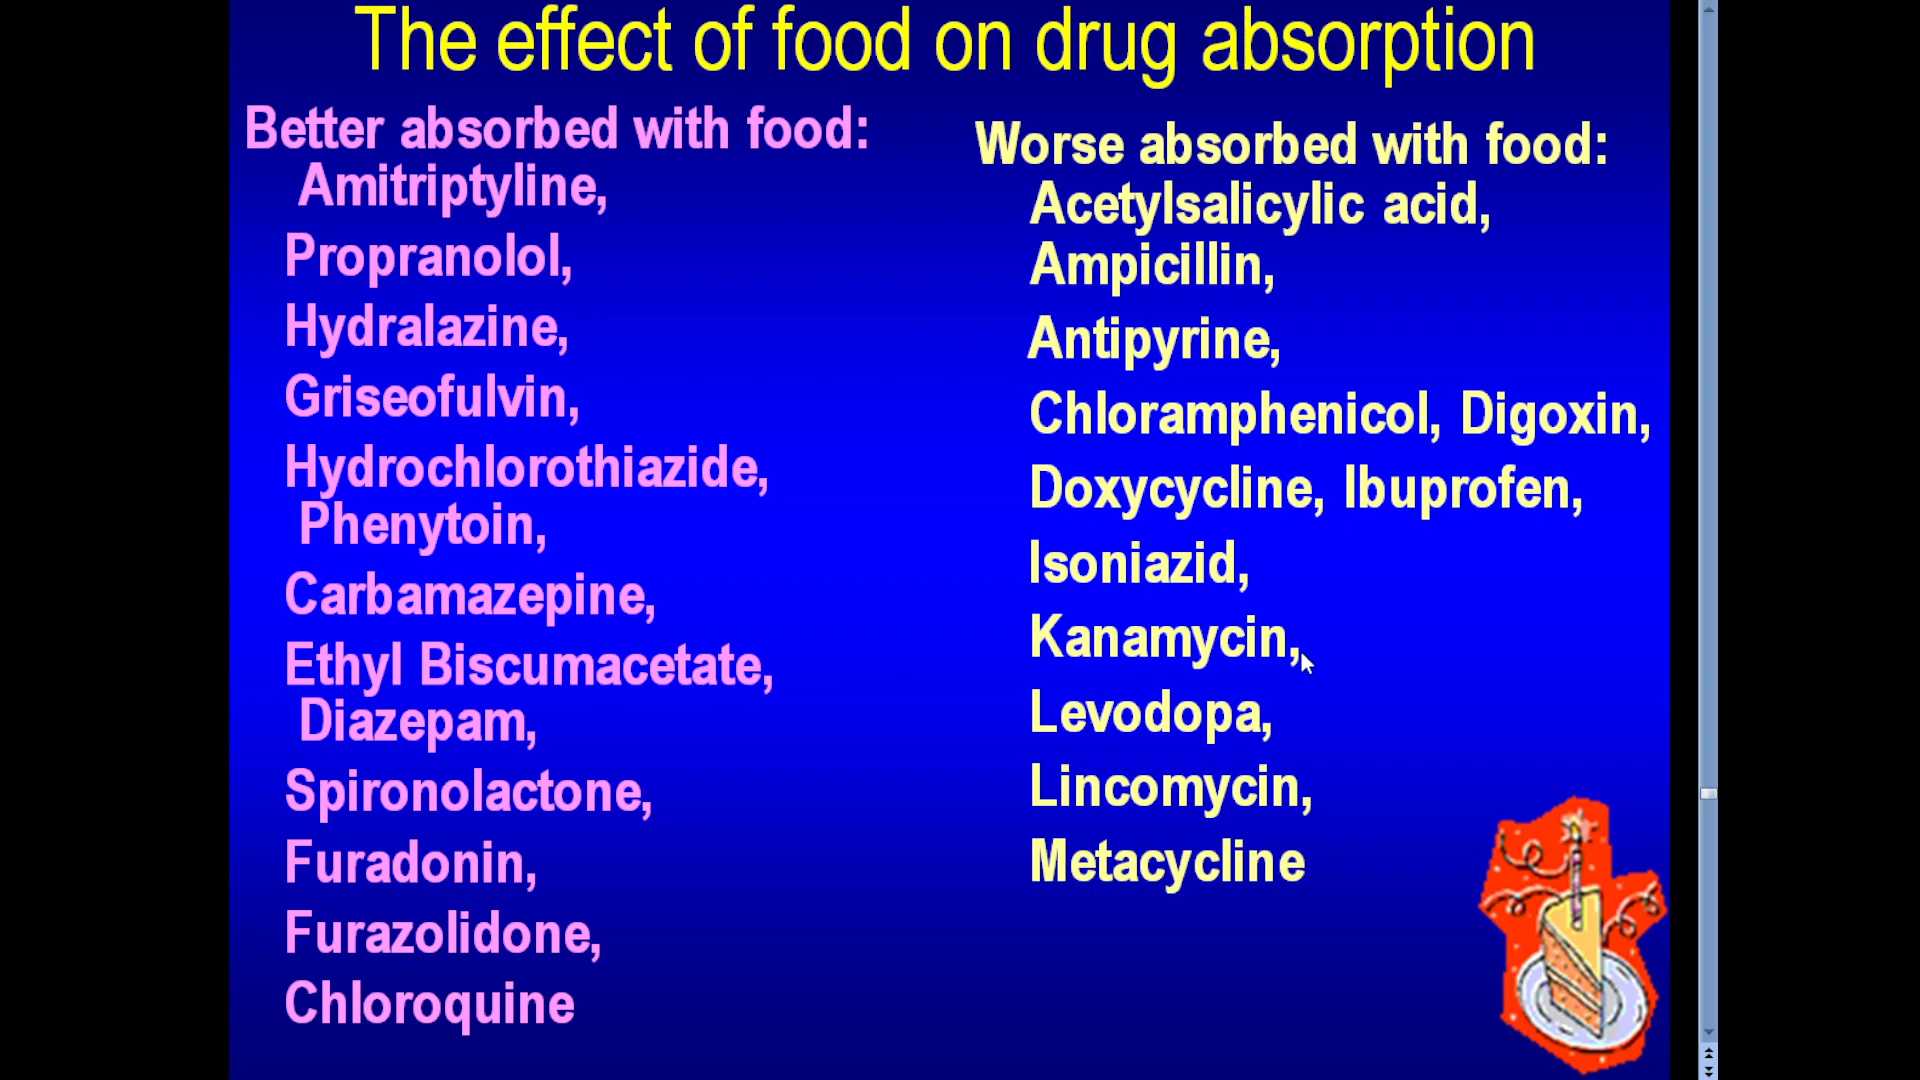 The effect of food on drug absorption
Better absorbed with food:
Amitriptyline,
Propranolol,
Hydralazine,
Griseofulvin,
Hydrochlorothiazide,
Phenytoin,
Carbamazepine,
Ethyl Biscumacetate,
Diazepam,
Spironolactone,
Furadonin,
Furazolidone,
Chloroquine
Worse absorbed with food:
Acetylsalicylic acid,
Ampicillin,
Antipyrine,
Chloramphenicol, Digoxin,
Doxycycline, Ibuprofen,
Isoniazid,
Kanamycin,
Levodopa,
Lincomycin,
Metacycline